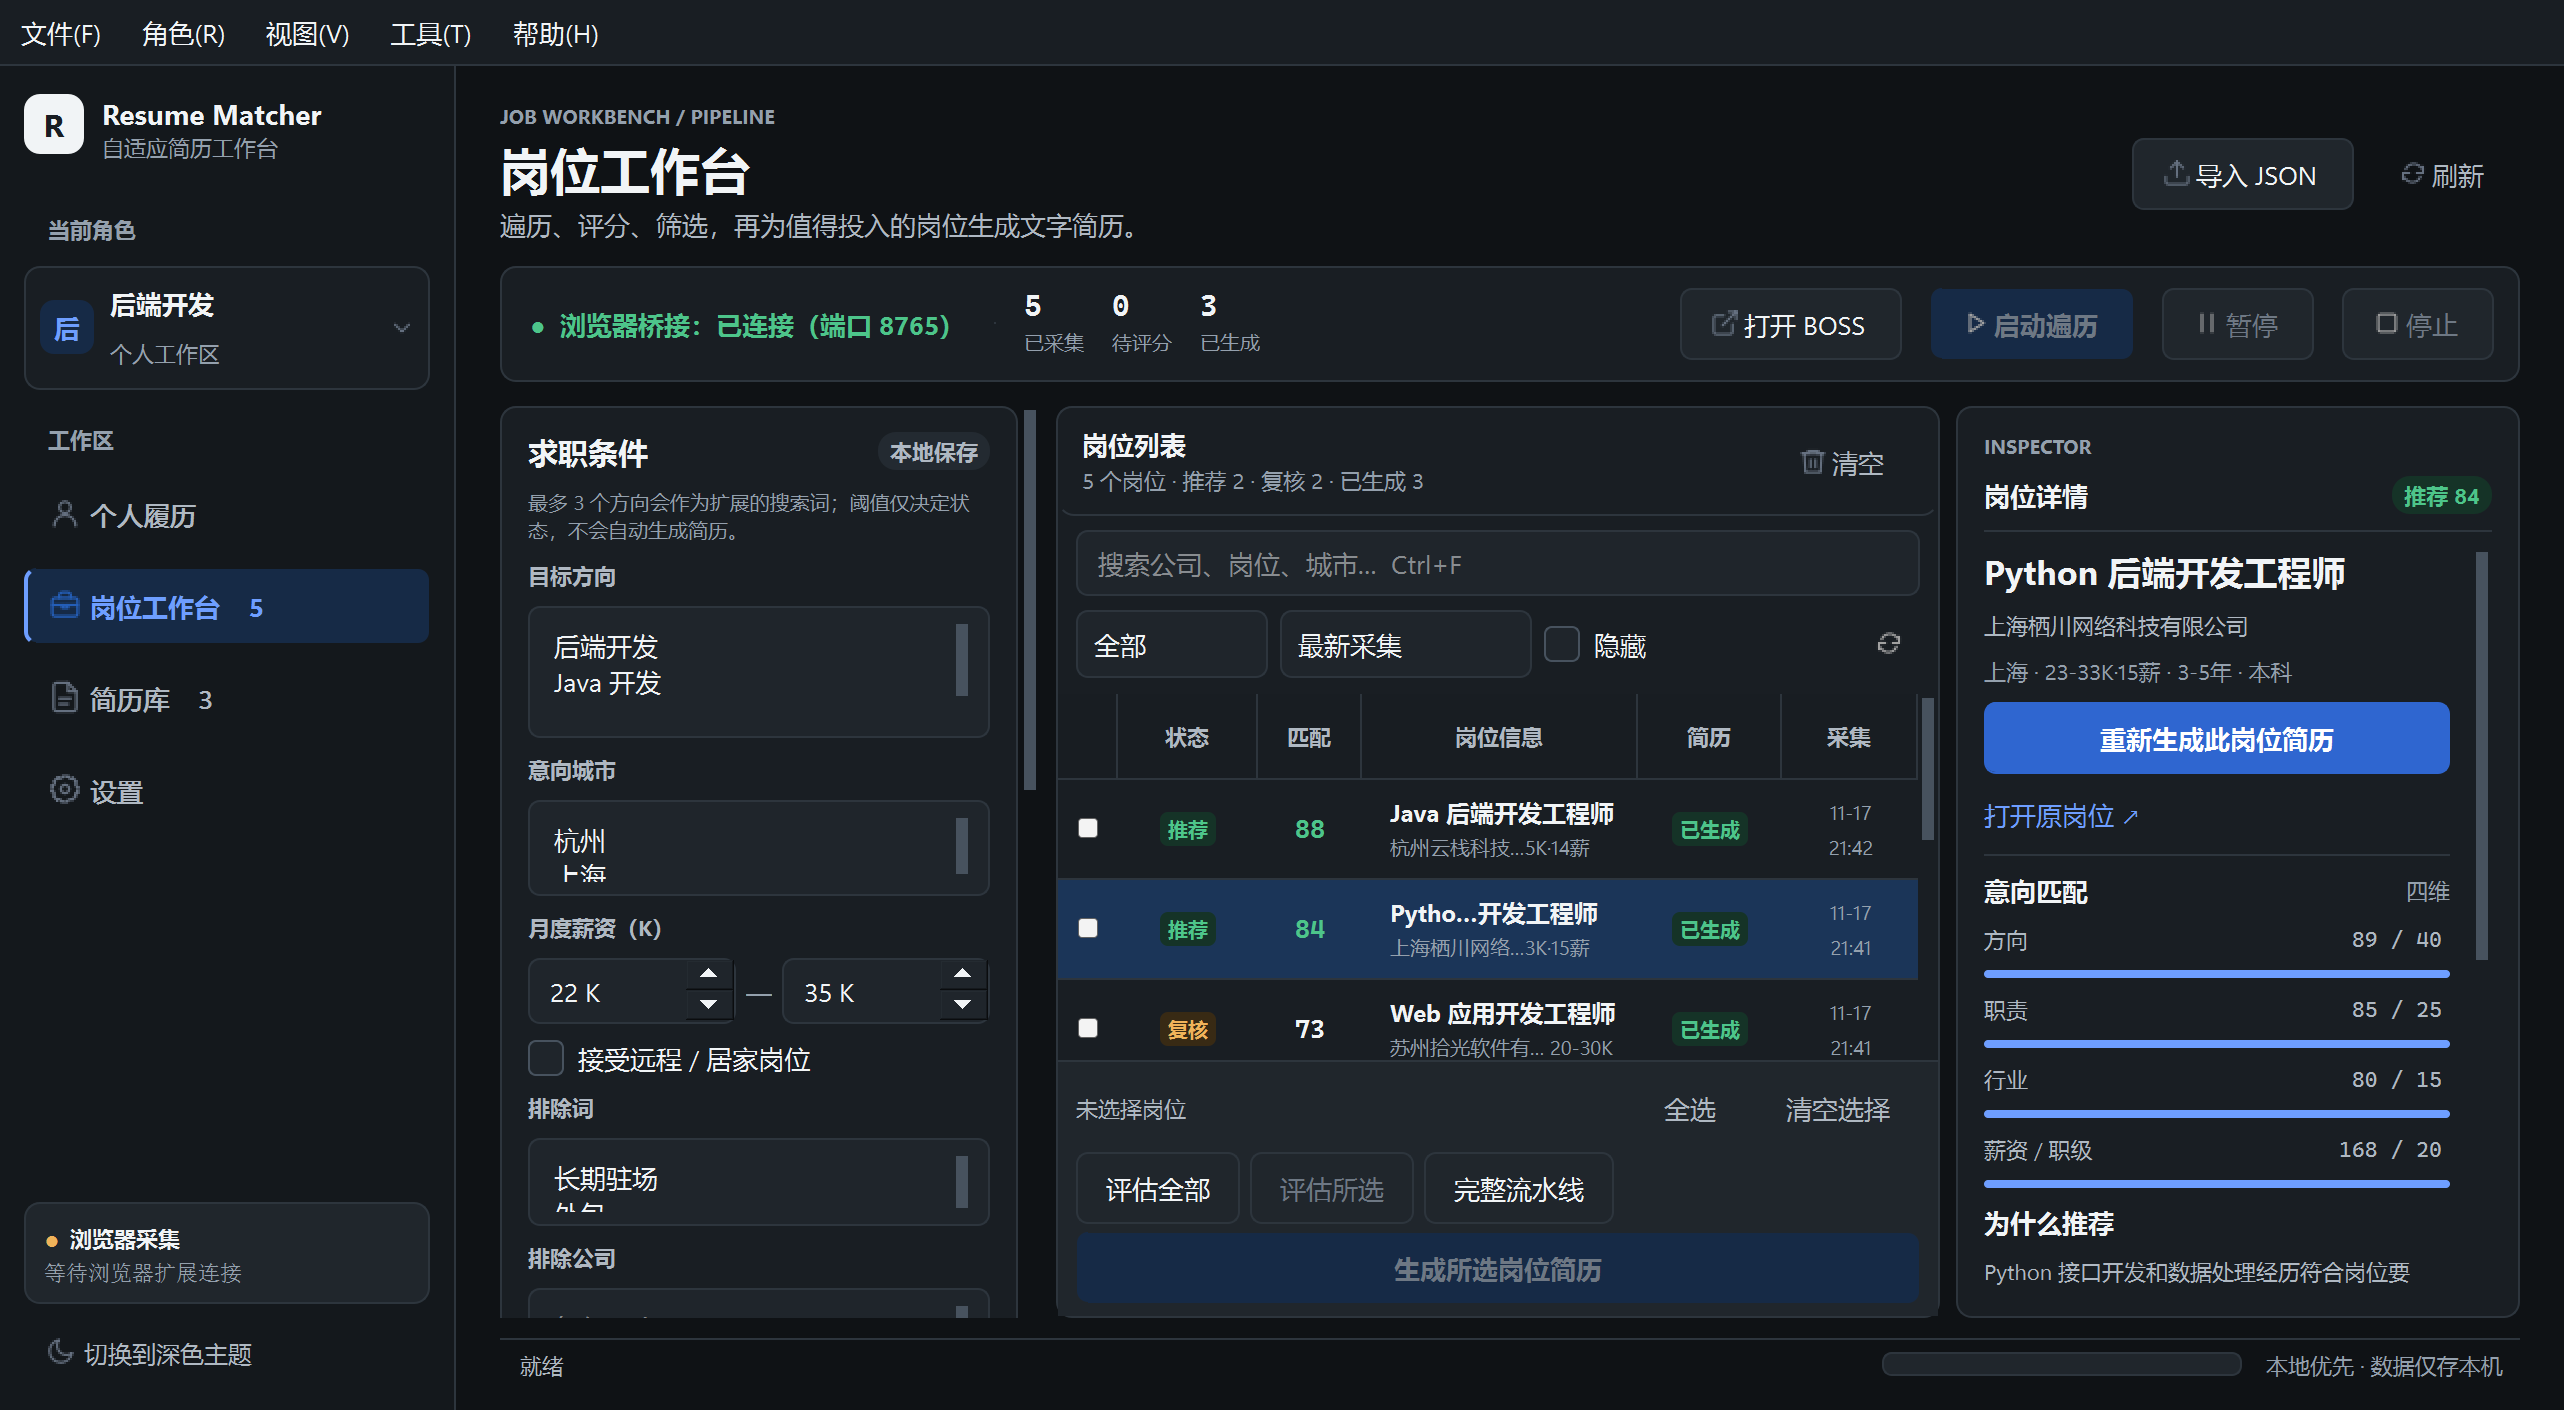 文件(F) 角色(R) 视图(V) 工具(T) 帮助(H)
R
Resume Matcher
自适应简历工作台
当前角色
后
后端开发
个人工作区
工作区
个人履历
岗位工作台 5
简历库 3
设置
浏览器采集
等待浏览器扩展连接
切换到深色主题
JOB WORKBENCH / PIPELINE
岗位工作台
遍历、评分、筛选，再为值得投入的岗位生成文字简历。
导入 JSON
刷新
浏览器桥接：已连接（端口 8765）
5 0 3
已采集 待评分 已生成
打开 BOSS
启动遍历
暂停
停止
求职条件
本地保存
最多 3 个方向会作为扩展的搜索词；阈值仅决定状
态，不会自动生成简历。
目标方向
后端开发
Java 开发
意向城市
杭州
上海
月度薪资（K）
22 K — 35 K
接受远程 / 居家岗位
排除词
长期驻场
外包
排除公司
岗位列表
5 个岗位 · 推荐 2 · 复核 2 · 已生成 3
清空
搜索公司、岗位、城市... Ctrl+F
全部
最新采集
隐藏
状态 匹配 岗位信息 简历 采集
推荐 88 Java 后端开发工程师 已生成 11-17
杭州云栈科技...5K·14薪 21:42
推荐 84 Pytho...开发工程师 已生成 11-17
上海栖川网络...3K·15薪 21:41
复核 73 Web 应用开发工程师 已生成 11-17
苏州拾光软件有... 20-30K 21:41
未选择岗位
全选
清空选择
评估全部
评估所选
完整流水线
生成所选岗位简历
INSPECTOR
岗位详情
推荐 84
Python 后端开发工程师
上海栖川网络科技有限公司
上海 · 23-33K·15薪 · 3-5年 · 本科
重新生成此岗位简历
打开原岗位 ↗
意向匹配 四维
方向 89 / 40
职责 85 / 25
行业 80 / 15
薪资 / 职级 168 / 20
为什么推荐
Python 接口开发和数据处理经历符合岗位要
就绪
本地优先 · 数据仅存本机